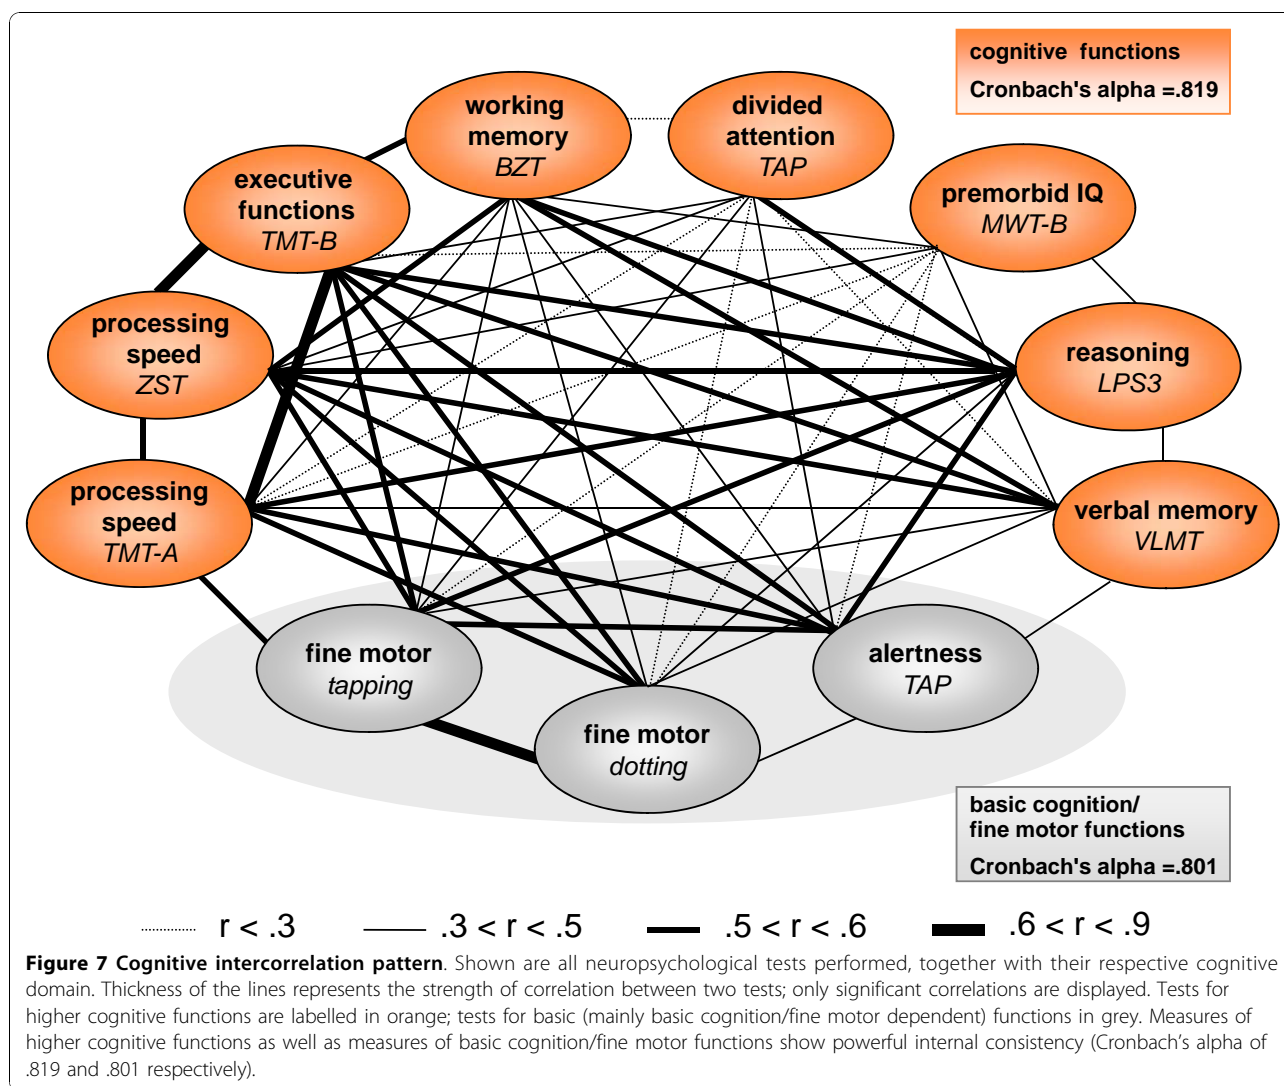 cognitive functions
Cronbach's alpha =.819
working
memory
BZT
divided
attention
TAP
executive
functions
TMT-B
premorbid IQ
MWT-B
processing
speed
ZST
reasoning
LPS3
processing
speed
TMT-A
verbal memory
VLMT
fine motor
tapping
alertness
TAP
fine motor
dotting
basic cognition/
fine motor functions
Cronbach's alpha =.801
r < .3
.3 < r < .5
.5 < r < .6
.6 < r < .9
Figure 7 Cognitive intercorrelation pattern. Shown are all neuropsychological tests performed, together with their respective cognitive
domain. Thickness of the lines represents the strength of correlation between two tests; only significant correlations are displayed. Tests for
higher cognitive functions are labelled in orange; tests for basic (mainly basic cognition/fine motor dependent) functions in grey. Measures of
higher cognitive functions as well as measures of basic cognition/fine motor functions show powerful internal consistency (Cronbach's alpha of
.819 and .801 respectively).